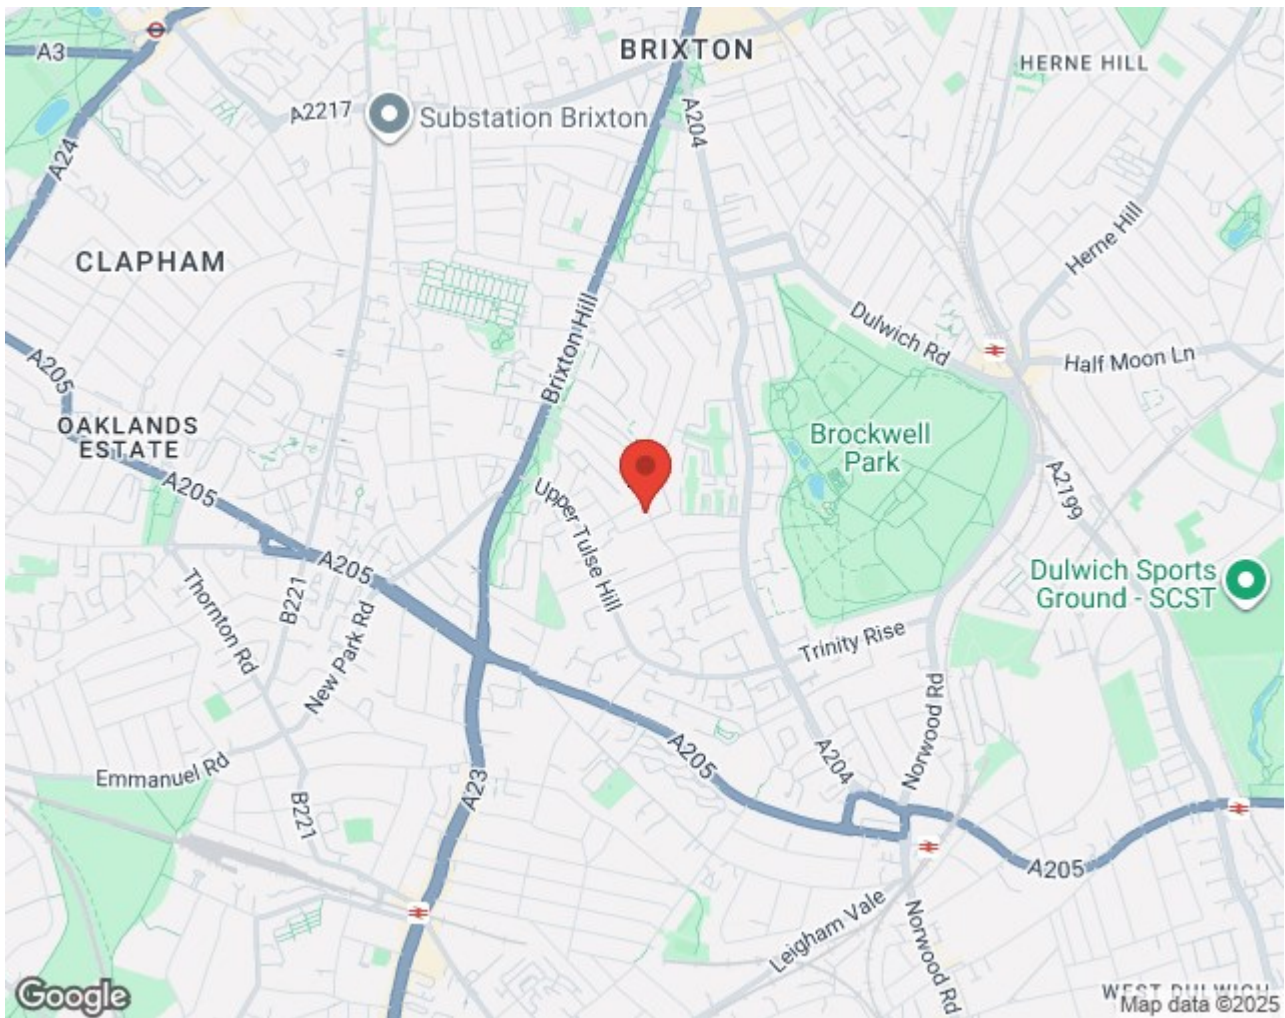 BRIXTON
A3
HERNE HILL
A2217
Substation Brixton
A204
A24
Herne Hill
CLAPHAM
Brixton Hill
Dulwich Rd
Half Moon Ln
A205
OAKLANDS
ESTATE
Brockwell
Park
A205
A2199
Upper Tulse Hill
A205
B221
Dulwich Sports
Ground - SCST
Thornton Rd
New Park Rd
Trinity Rise
Norwood Rd
A205
A204
Emmanuel Rd
A23
B221
A205
Leigham Vale
Norwood Rd
WEST DULWICH
Google
Map data ©2025